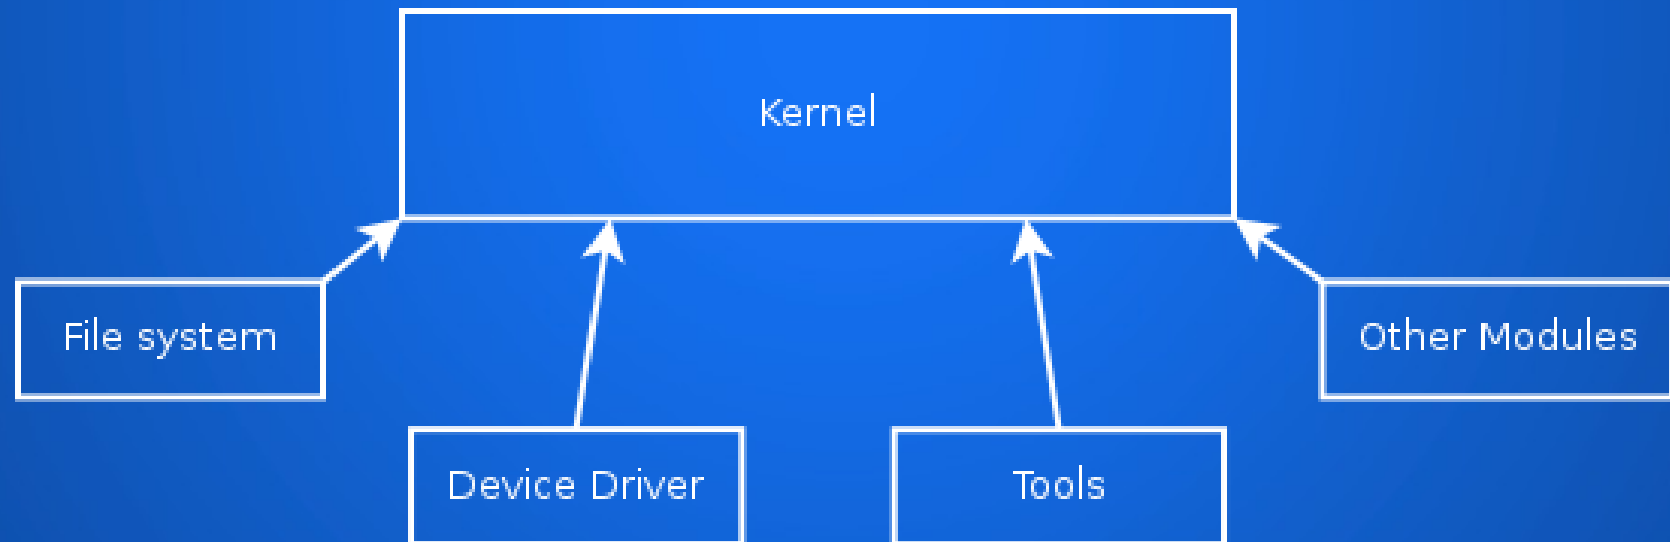 Kernel
File system
Other Modules
Device Driver
Tools